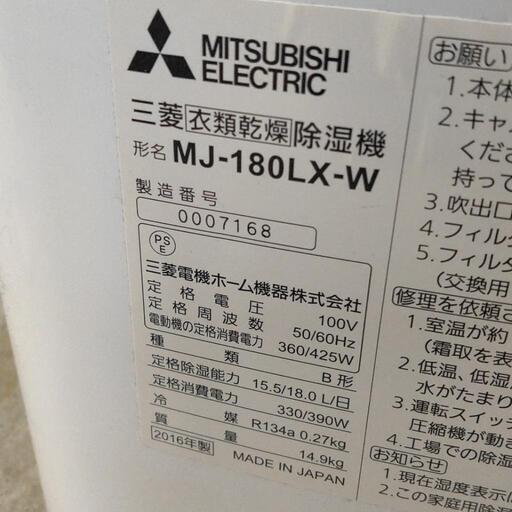 MITSUBISHI
ELECTRIC
三菱衣類乾燥除湿機
形名 MJ-180LX-W
製造番号
0007168
PS
E
三菱電機ホーム機器株式会社
定格電圧 100V
定格周波数 50/60Hz
電動機の定格消費電力 360/425W
種類 B形
定格除湿能力 15.5/18.0 L/日
定格消費電力 330/390W
冷媒 R134a 0.27kg
質量 14.9kg
2016年製 MADE IN JAPAN
お願い
1.本体
2.キャス
くださ
持って
3.吹出口
4.フィルタ
5.フィルタ
(交換用
修理を依頼さ
1.室温が約
(霜取を表
2.低温、低湿
水がたまり
3.運転スイッチ
圧縮機が動き
4.工場での除湿
お知らせ
1.現在湿度表示は
2.この家庭用除湿